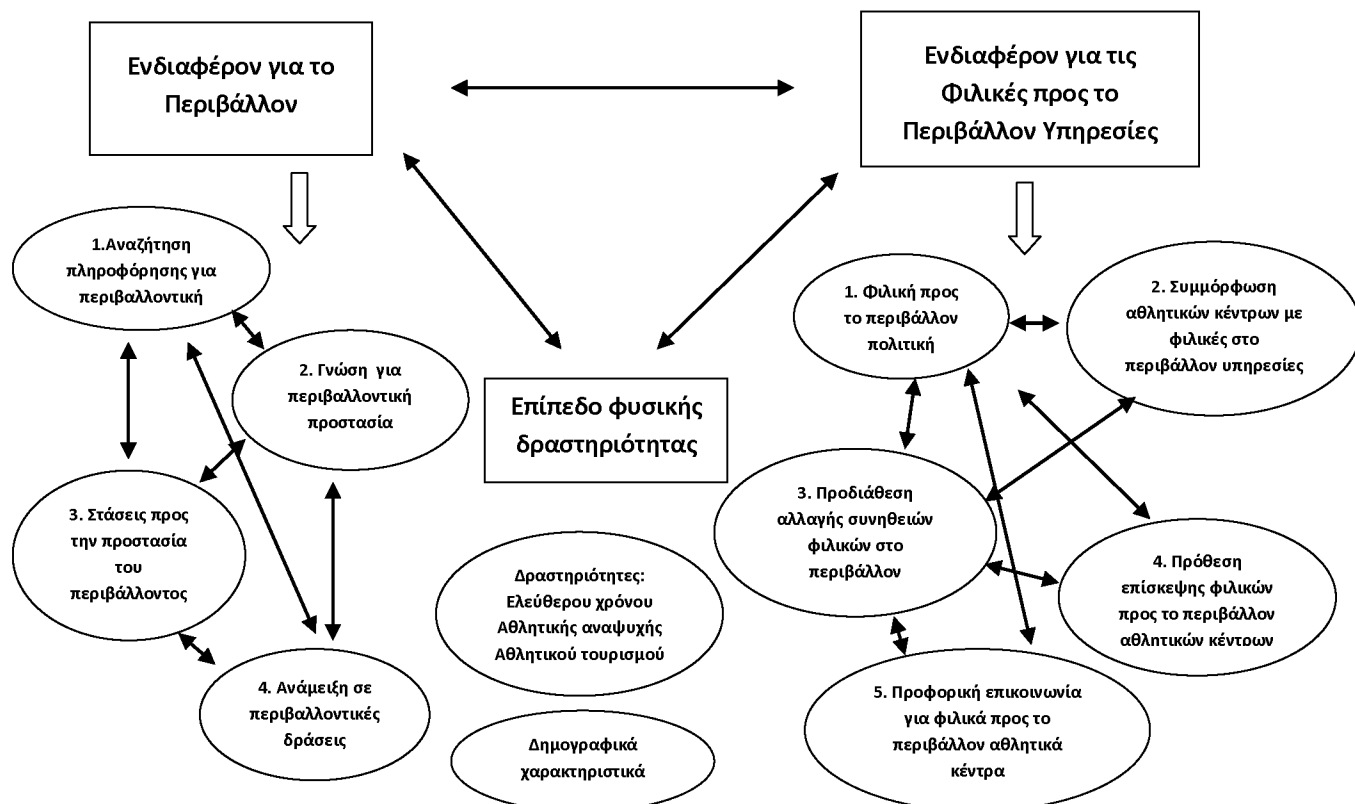 Ενδιαφέρον για το
Περιβάλλον
Ενδιαφέρον για τις
Φιλικές προς το
Περιβάλλον Υπηρεσίες
1.Αναζήτηση
πληροφόρησης για
περιβαλλοντική
2. Γνώση για
περιβαλλοντική
προστασία
3. Στάσεις προς
την προστασία
του
περιβάλλοντος
4. Ανάμειξη σε
περιβαλλοντικές
δράσεις
Επίπεδο φυσικής
δραστηριότητας
Δραστηριότητες:
Ελεύθερου χρόνου
Αθλητικής αναψυχής
Αθλητικού τουρισμού
Δημογραφικά
χαρακτηριστικά
1. Φιλική προς
το περιβάλλον
πολιτική
2. Συμμόρφωση
αθλητικών κέντρων με
φιλικές στο
περιβάλλον υπηρεσίες
3. Προδιάθεση
αλλαγής συνηθειών
φιλικών στο
περιβάλλον
4. Πρόθεση
επίσκεψης φιλικών
προς το περιβάλλον
αθλητικών κέντρων
5. Προφορική επικοινωνία
για φιλικά προς το
περιβάλλον αθλητικά
κέντρα